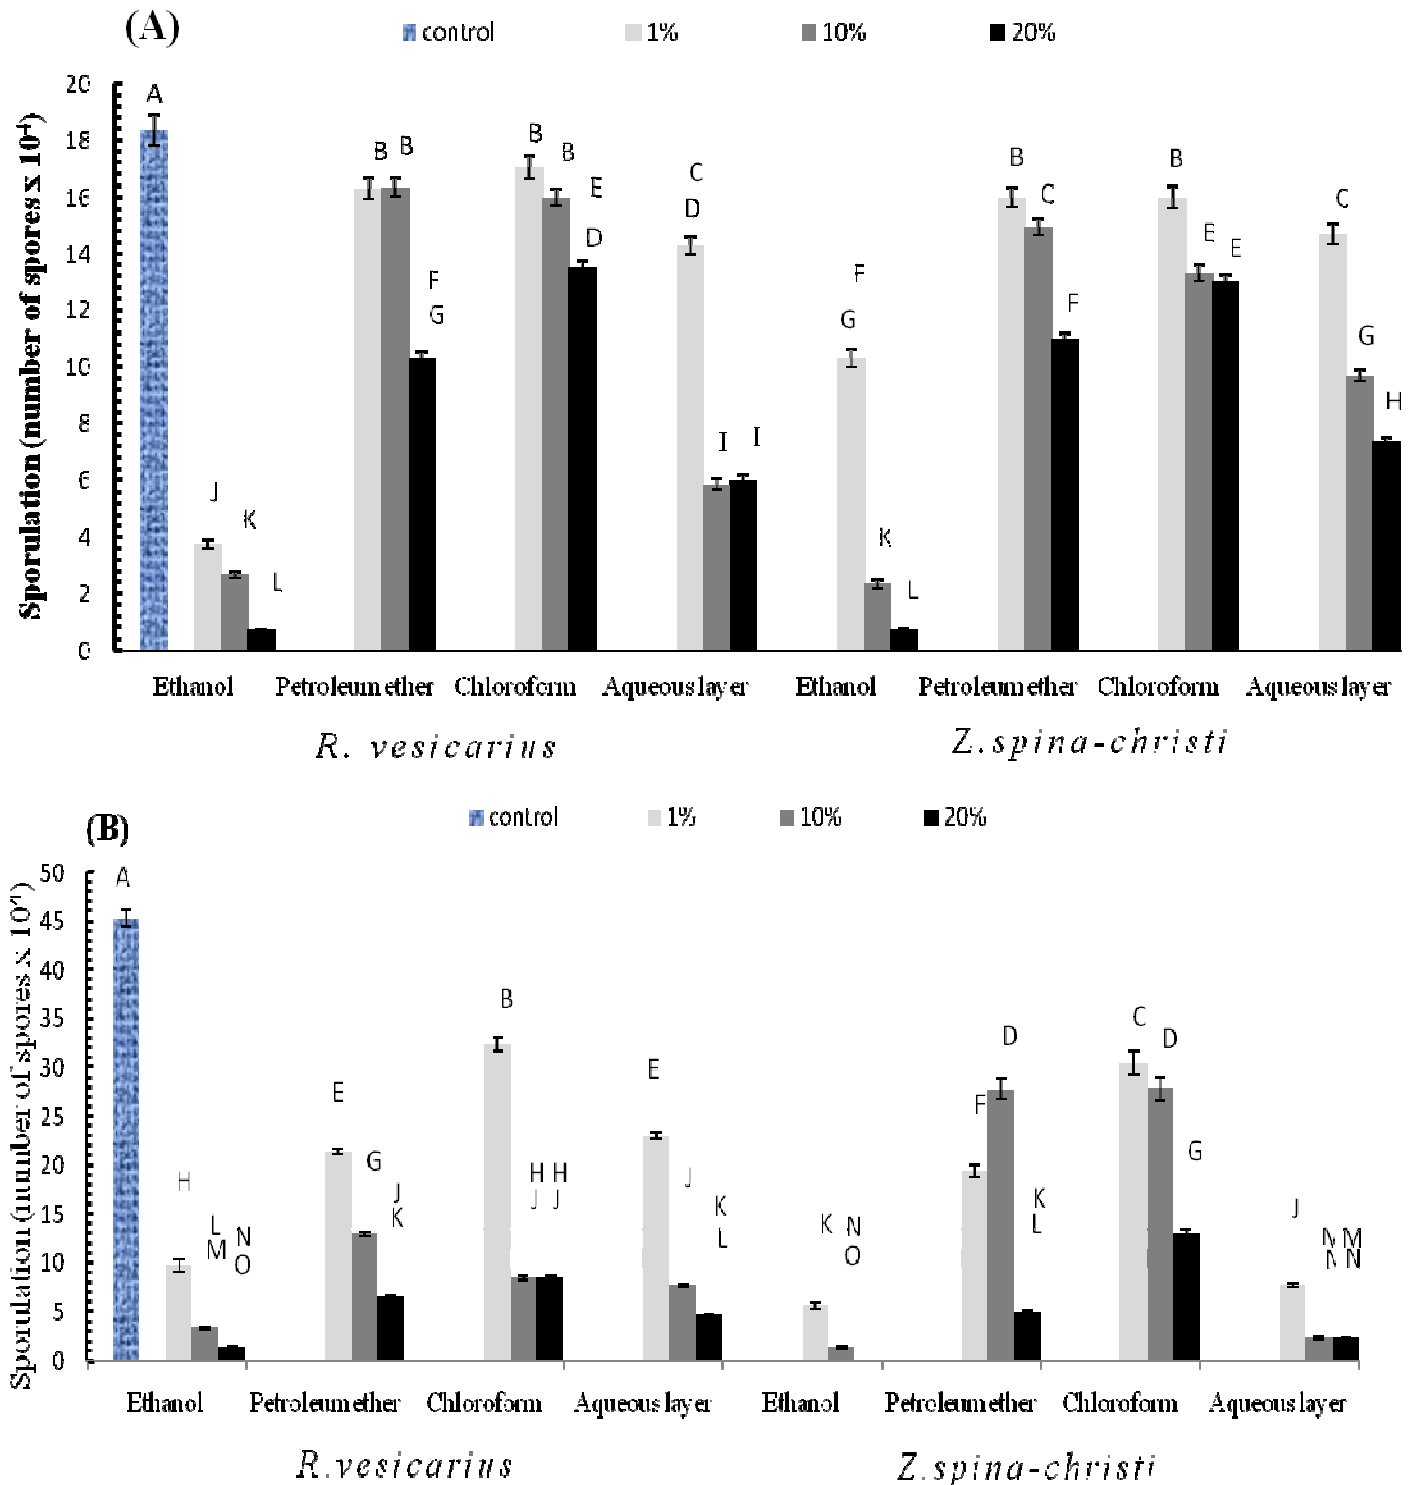 (A)
control 1% 10% 20%
Sporulation (number of spores x 10⁴)
20
18
16
14
12
10
8
6
4
2
0
A
J
K
L
B
B
F
G
B
B
E
D
C
D
I
I
F
G
K
L
B
C
F
B
E
E
C
G
H
Ethanol Petroleum ether Chloroform Aqueous layer Ethanol Petroleum ether Chloroform Aqueous layer
R. vesicarius Z.spina-christi
(B)
control 1% 10% 20%
Sporulation (number of spores x 10⁴)
50
45
40
35
30
25
20
15
10
5
0
A
H
L
M
N
O
E
G
J
K
B
H H
J J
E
J
K
L
K
N
O
F
D
K
L
C
D
G
J
M M
N N
Ethanol Petroleum ether Chloroform Aqueous layer Ethanol Petroleum ether Chloroform Aqueous layer
R.vesicarius Z.spina-christi